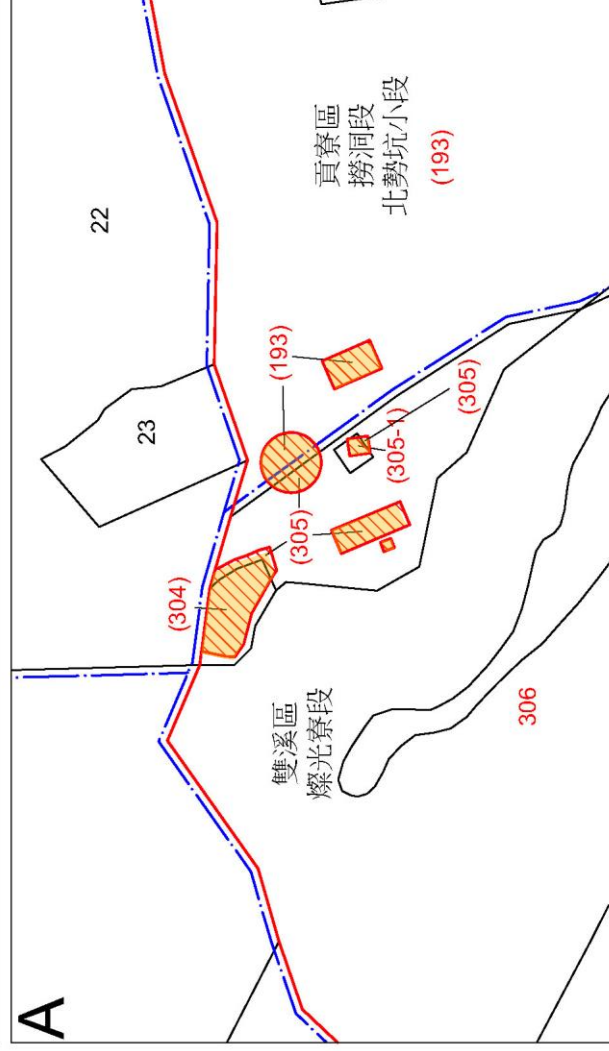 A
22
23
貢寮區
撈洞段
北勢坑小段
(193)
(193)
(304)
(305)
(305-1)
(305)
雙溪區
燦光寮段
306